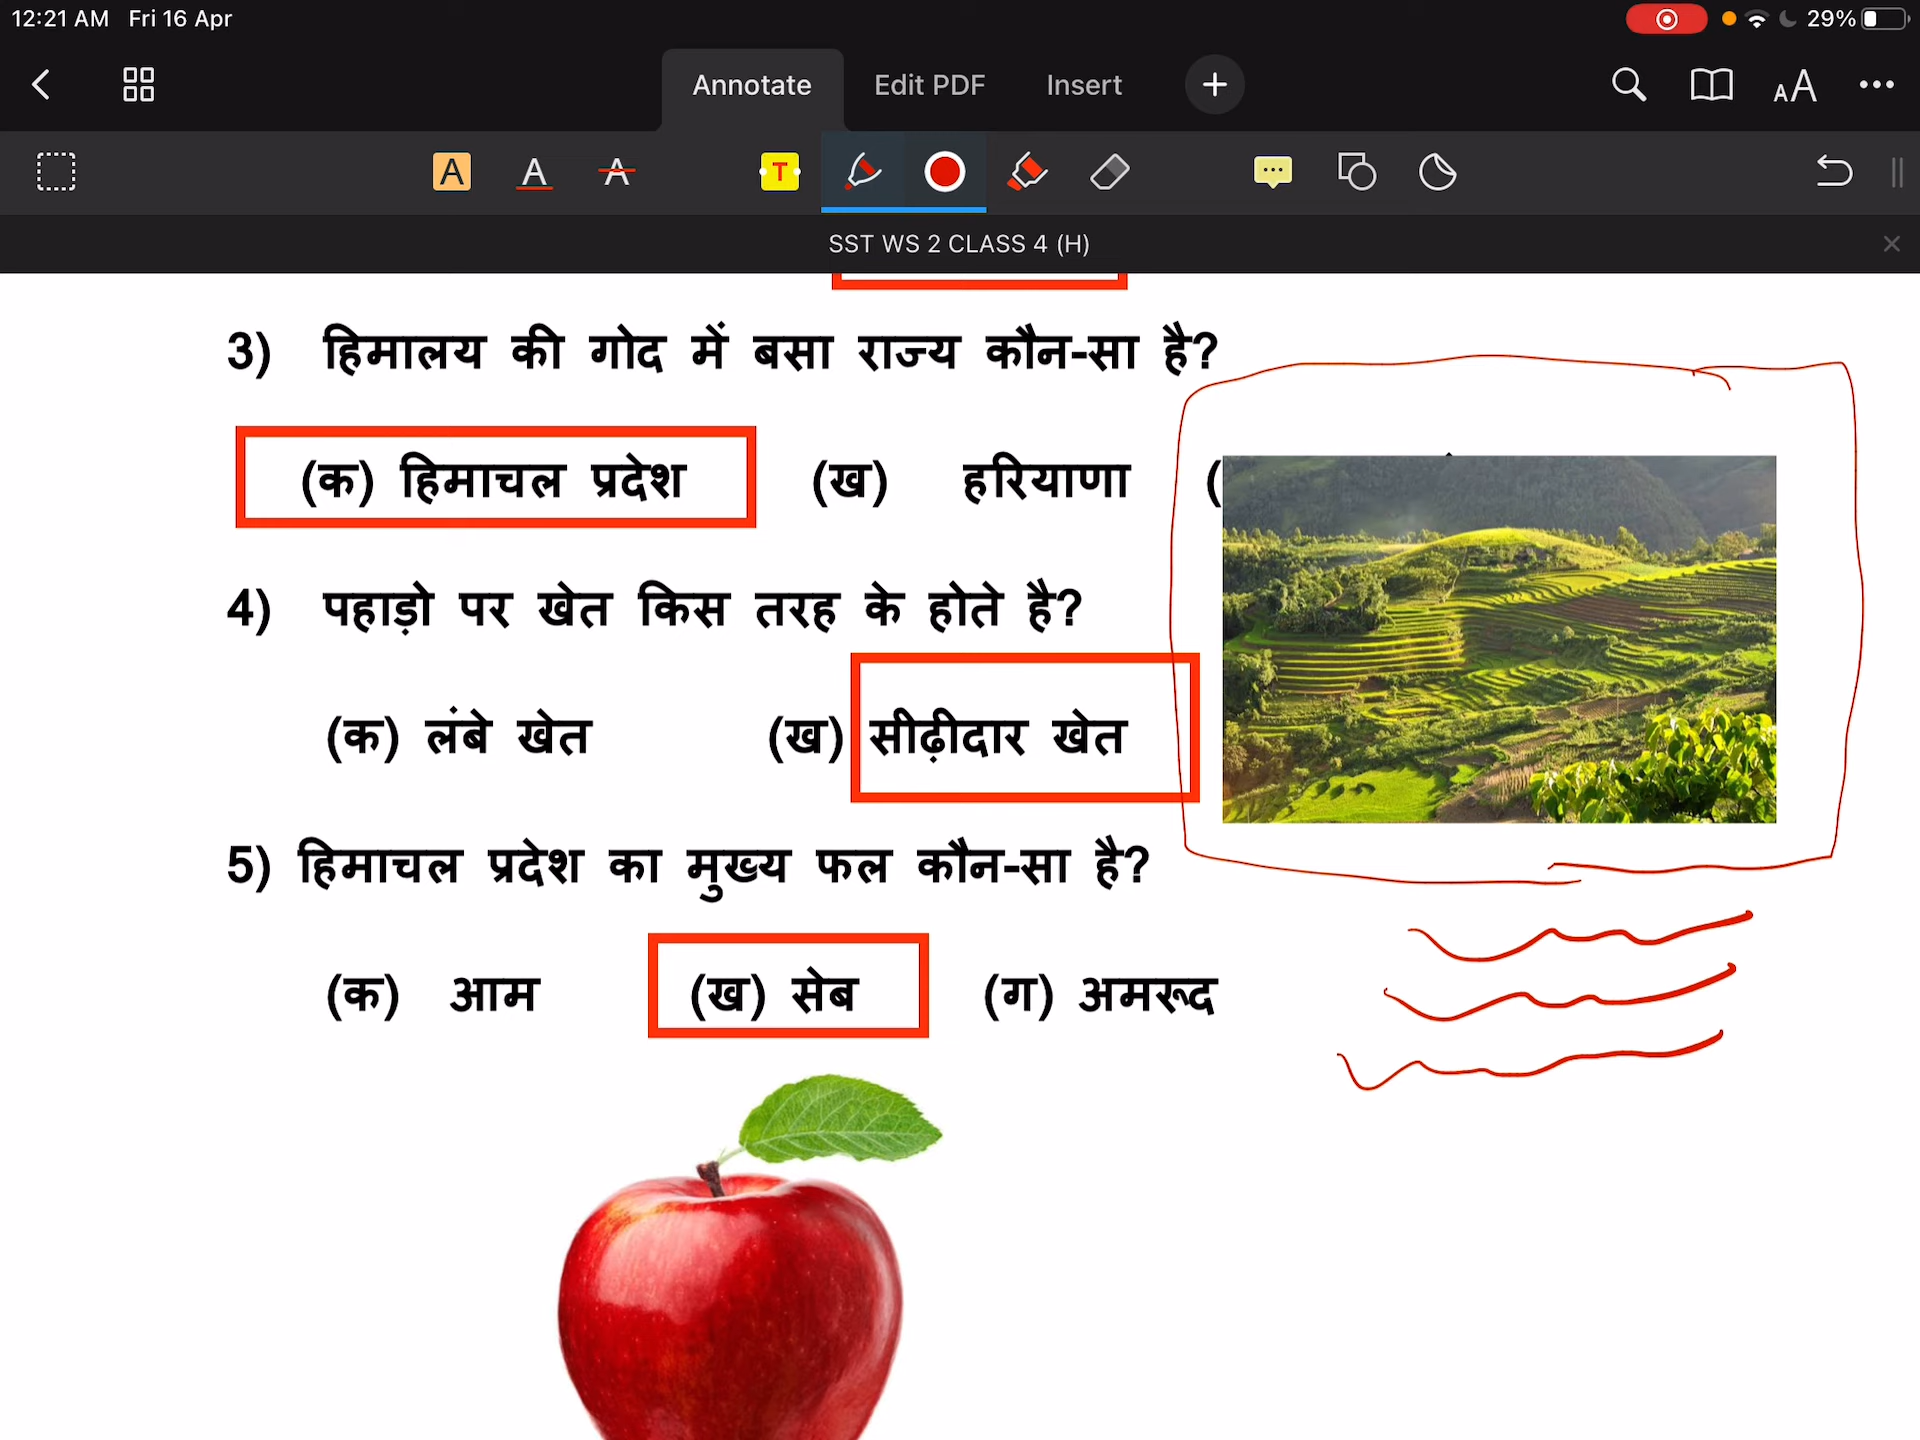 12:21 AM Fri 16 Apr 29%
Annotate Edit PDF Insert
A A A T AA
SST WS 2 CLASS 4 (H)
3) हिमालय की गोद में बसा राज्य कौन-सा है?
(क) हिमाचल प्रदेश (ख) हरियाणा (
4) पहाड़ो पर खेत किस तरह के होते है?
(क) लंबे खेत (ख) सीढ़ीदार खेत
5) हिमाचल प्रदेश का मुख्य फल कौन-सा है?
(क) आम (ख) सेब (ग) अमरूद